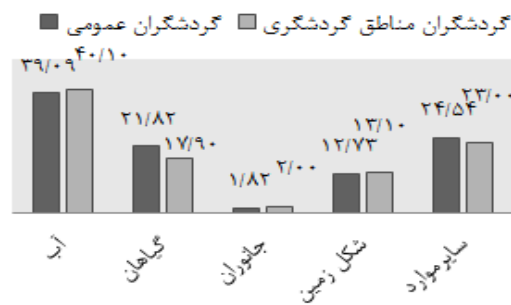 گردشگران مناطق گردشگری گردشگران عمومی
۳۹/۰۹ ۴۰/۱۰
۲۱/۸۲ ۱۷/۹۰
۱/۸۲ ۲/۰۰
۱۲/۷۳ ۱۳/۱۰
۲۴/۵۴ ۲۳/۰۰
آب
گیاهان
جانوران
شکل زمین
سایرموارد